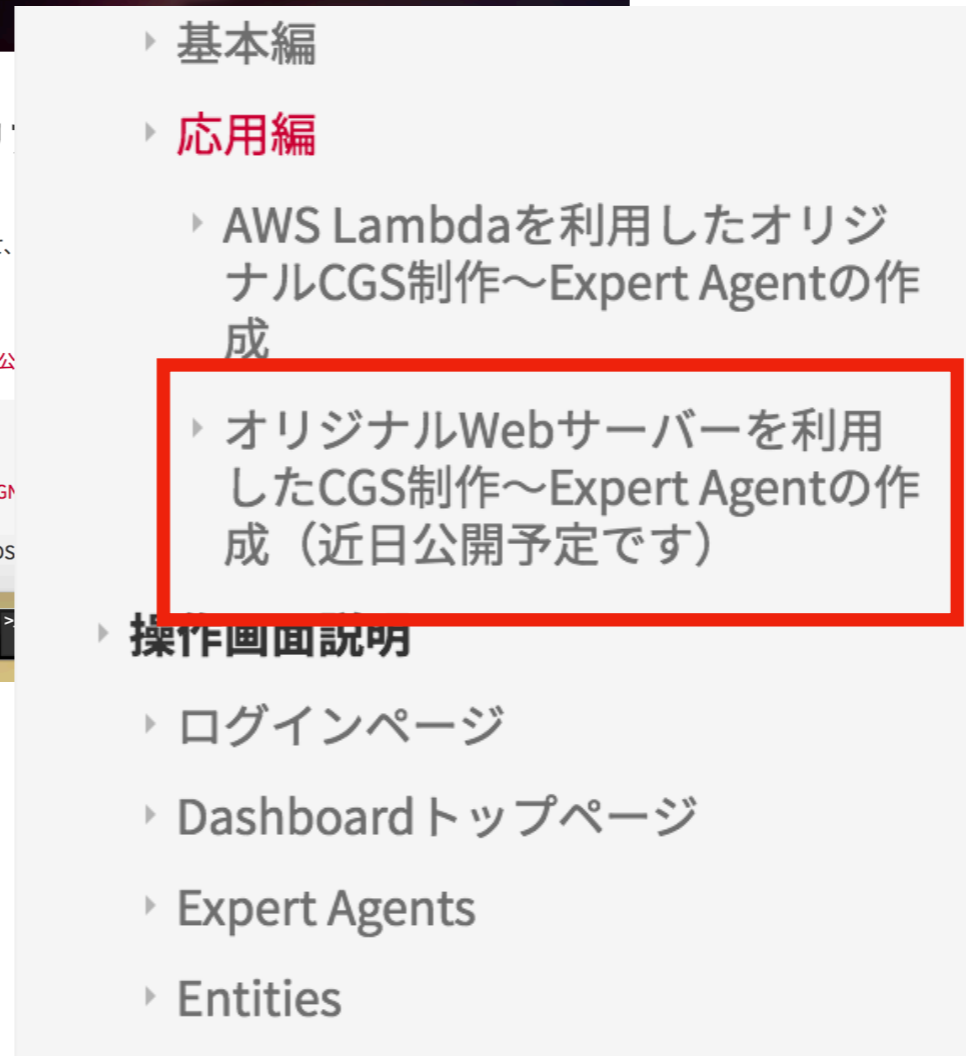 基本編
応用編
AWS Lambdaを利用したオリジ
ナルCGS制作〜Expert Agentの作
成
オリジナルWebサーバーを利用
したCGS制作〜Expert Agentの作
成（近日公開予定です）
操作画面説明
ログインページ
Dashboardトップページ
Expert Agents
Entities